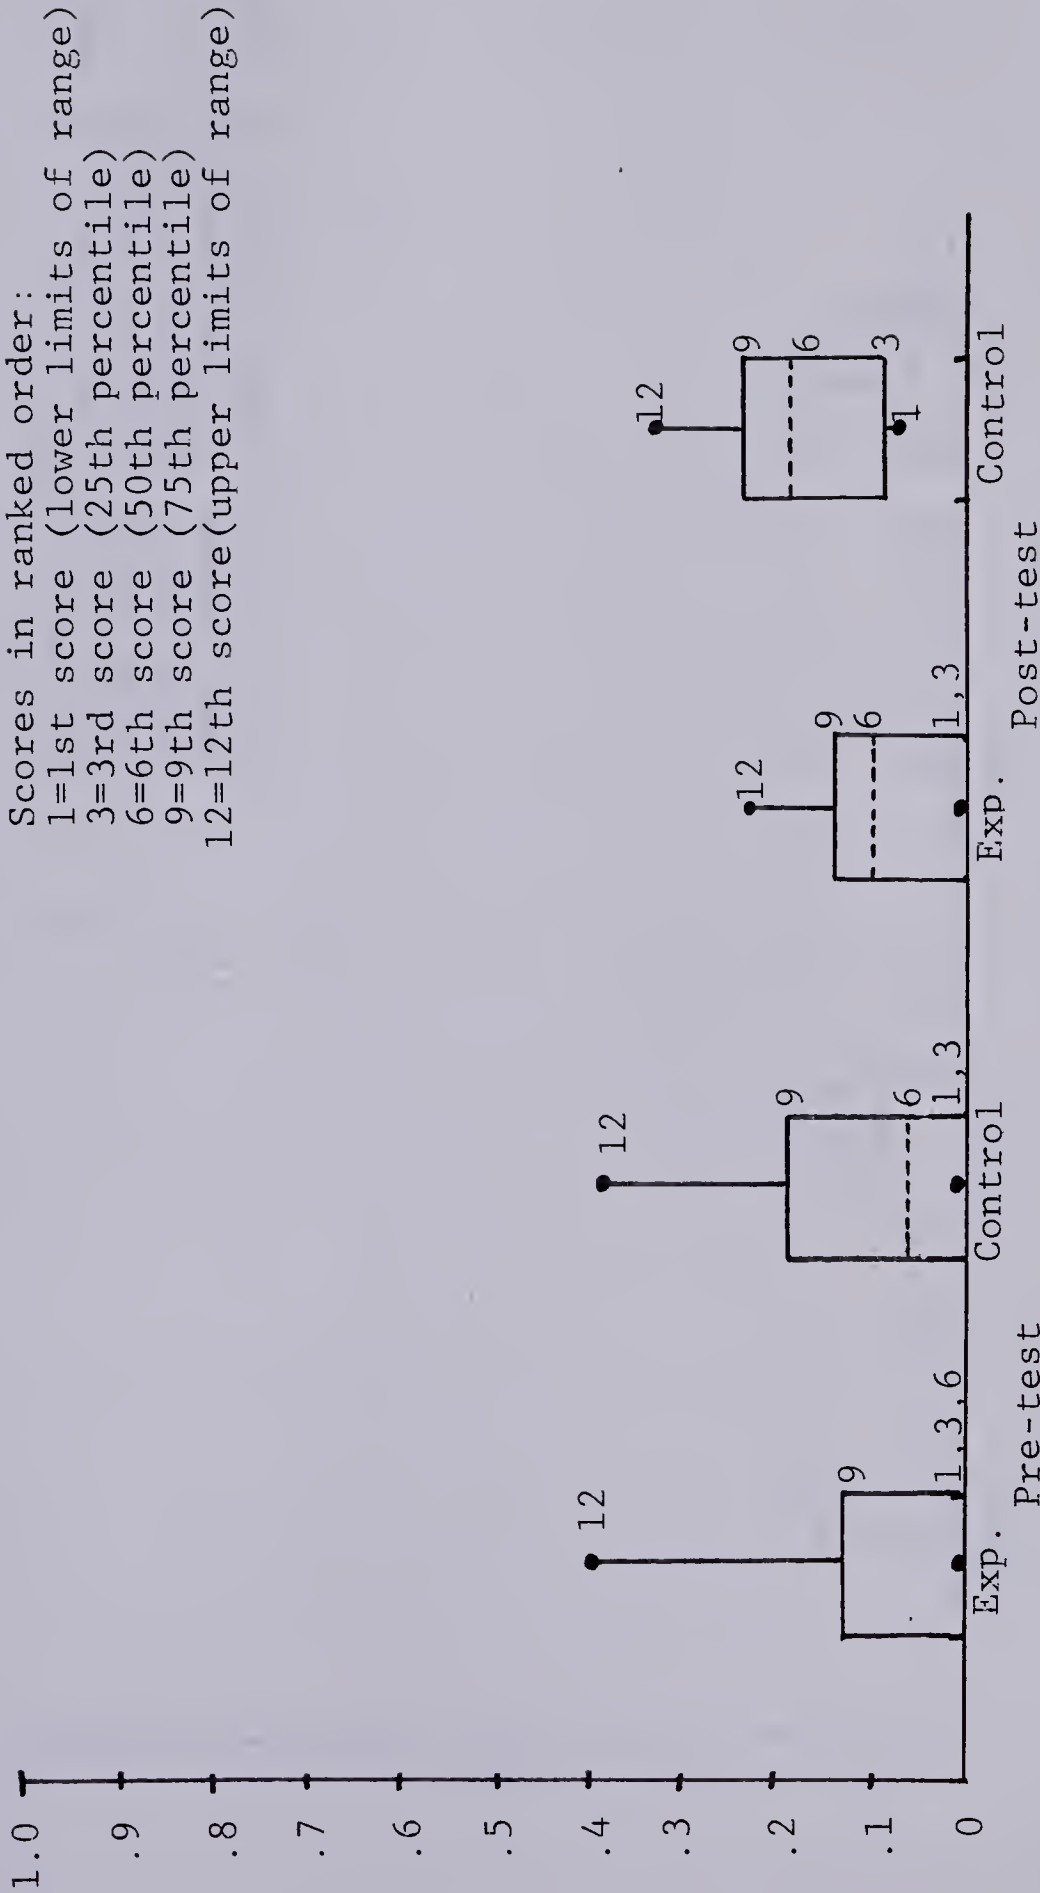 Scores in ranked order:
1=1st score (lower limits of range)
3=3rd score (25th percentile)
6=6th score (50th percentile)
9=9th score (75th percentile)
12=12th score(upper limits of range)
1.0
.9
.8
.7
.6
.5
.4
.3
.2
.1
0
12
9
1,3,6
12
9
6
1,3
12
9
6
1,3
12
9
6
3
1
Exp.
Control
Exp.
Control
Pre-test
Post-test